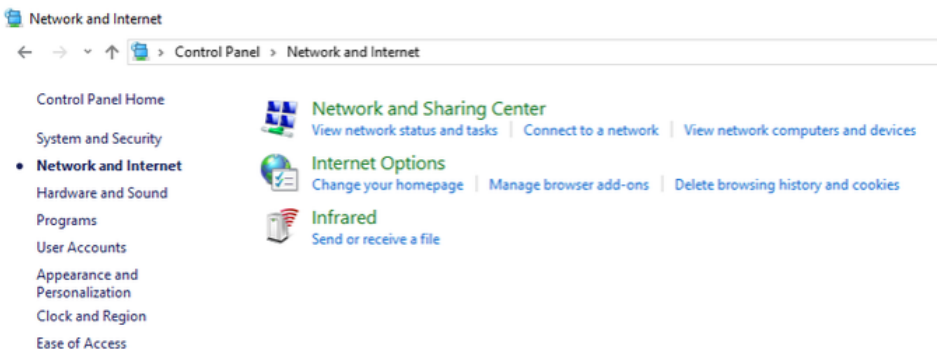 Network and Internet
Control Panel > Network and Internet
Control Panel Home
System and Security
Network and Internet
Hardware and Sound
Programs
User Accounts
Appearance and
Personalization
Clock and Region
Ease of Access
Network and Sharing Center
View network status and tasks | Connect to a network | View network computers and devices
Internet Options
Change your homepage | Manage browser add-ons | Delete browsing history and cookies
Infrared
Send or receive a file